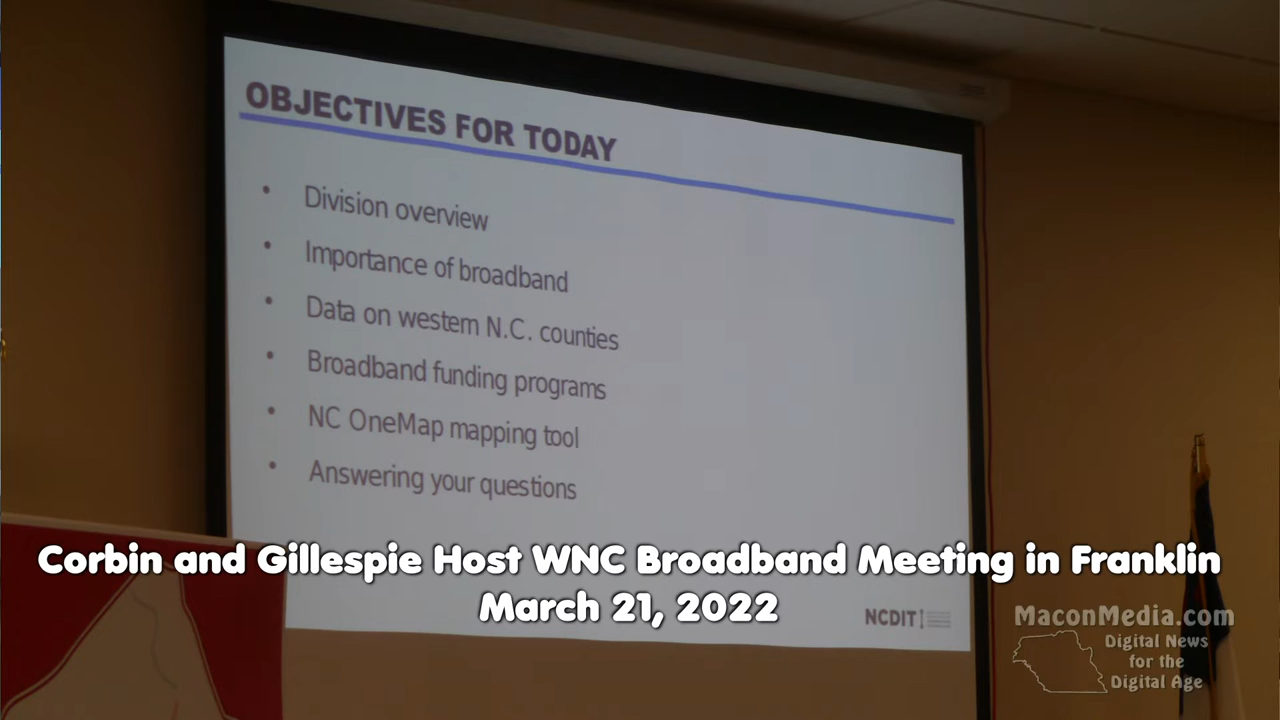 OBJECTIVES FOR TODAY
• Division overview
• Importance of broadband
• Data on western N.C. counties
• Broadband funding programs
• NC OneMap mapping tool
• Answering your questions
Corbin and Gillespie Host WNC Broadband Meeting in Franklin
March 21, 2022
NCDIT
MaconMedia.com
Digital News
for the
Digital Age